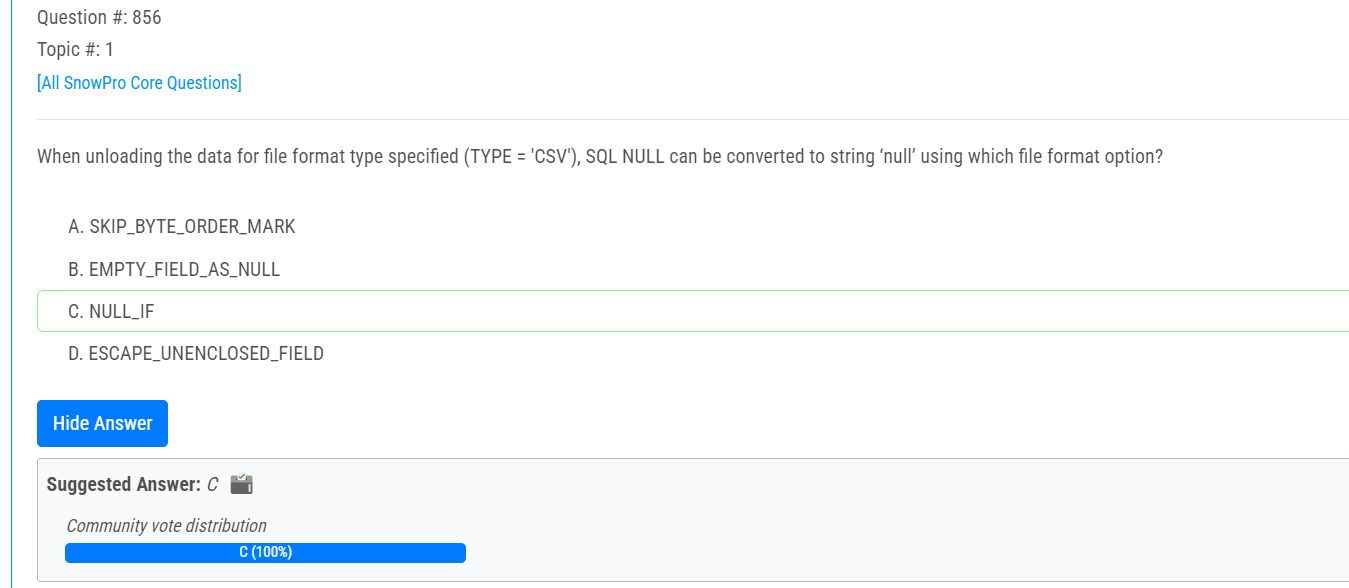 Question #: 856
Topic #: 1
[All SnowPro Core Questions]
When unloading the data for file format type specified (TYPE = 'CSV'), SQL NULL can be converted to string ‘null’ using which file format option?
A. SKIP_BYTE_ORDER_MARK
B. EMPTY_FIELD_AS_NULL
C. NULL_IF
D. ESCAPE_UNENCLOSED_FIELD
Hide Answer
Suggested Answer: C
Community vote distribution
C (100%)